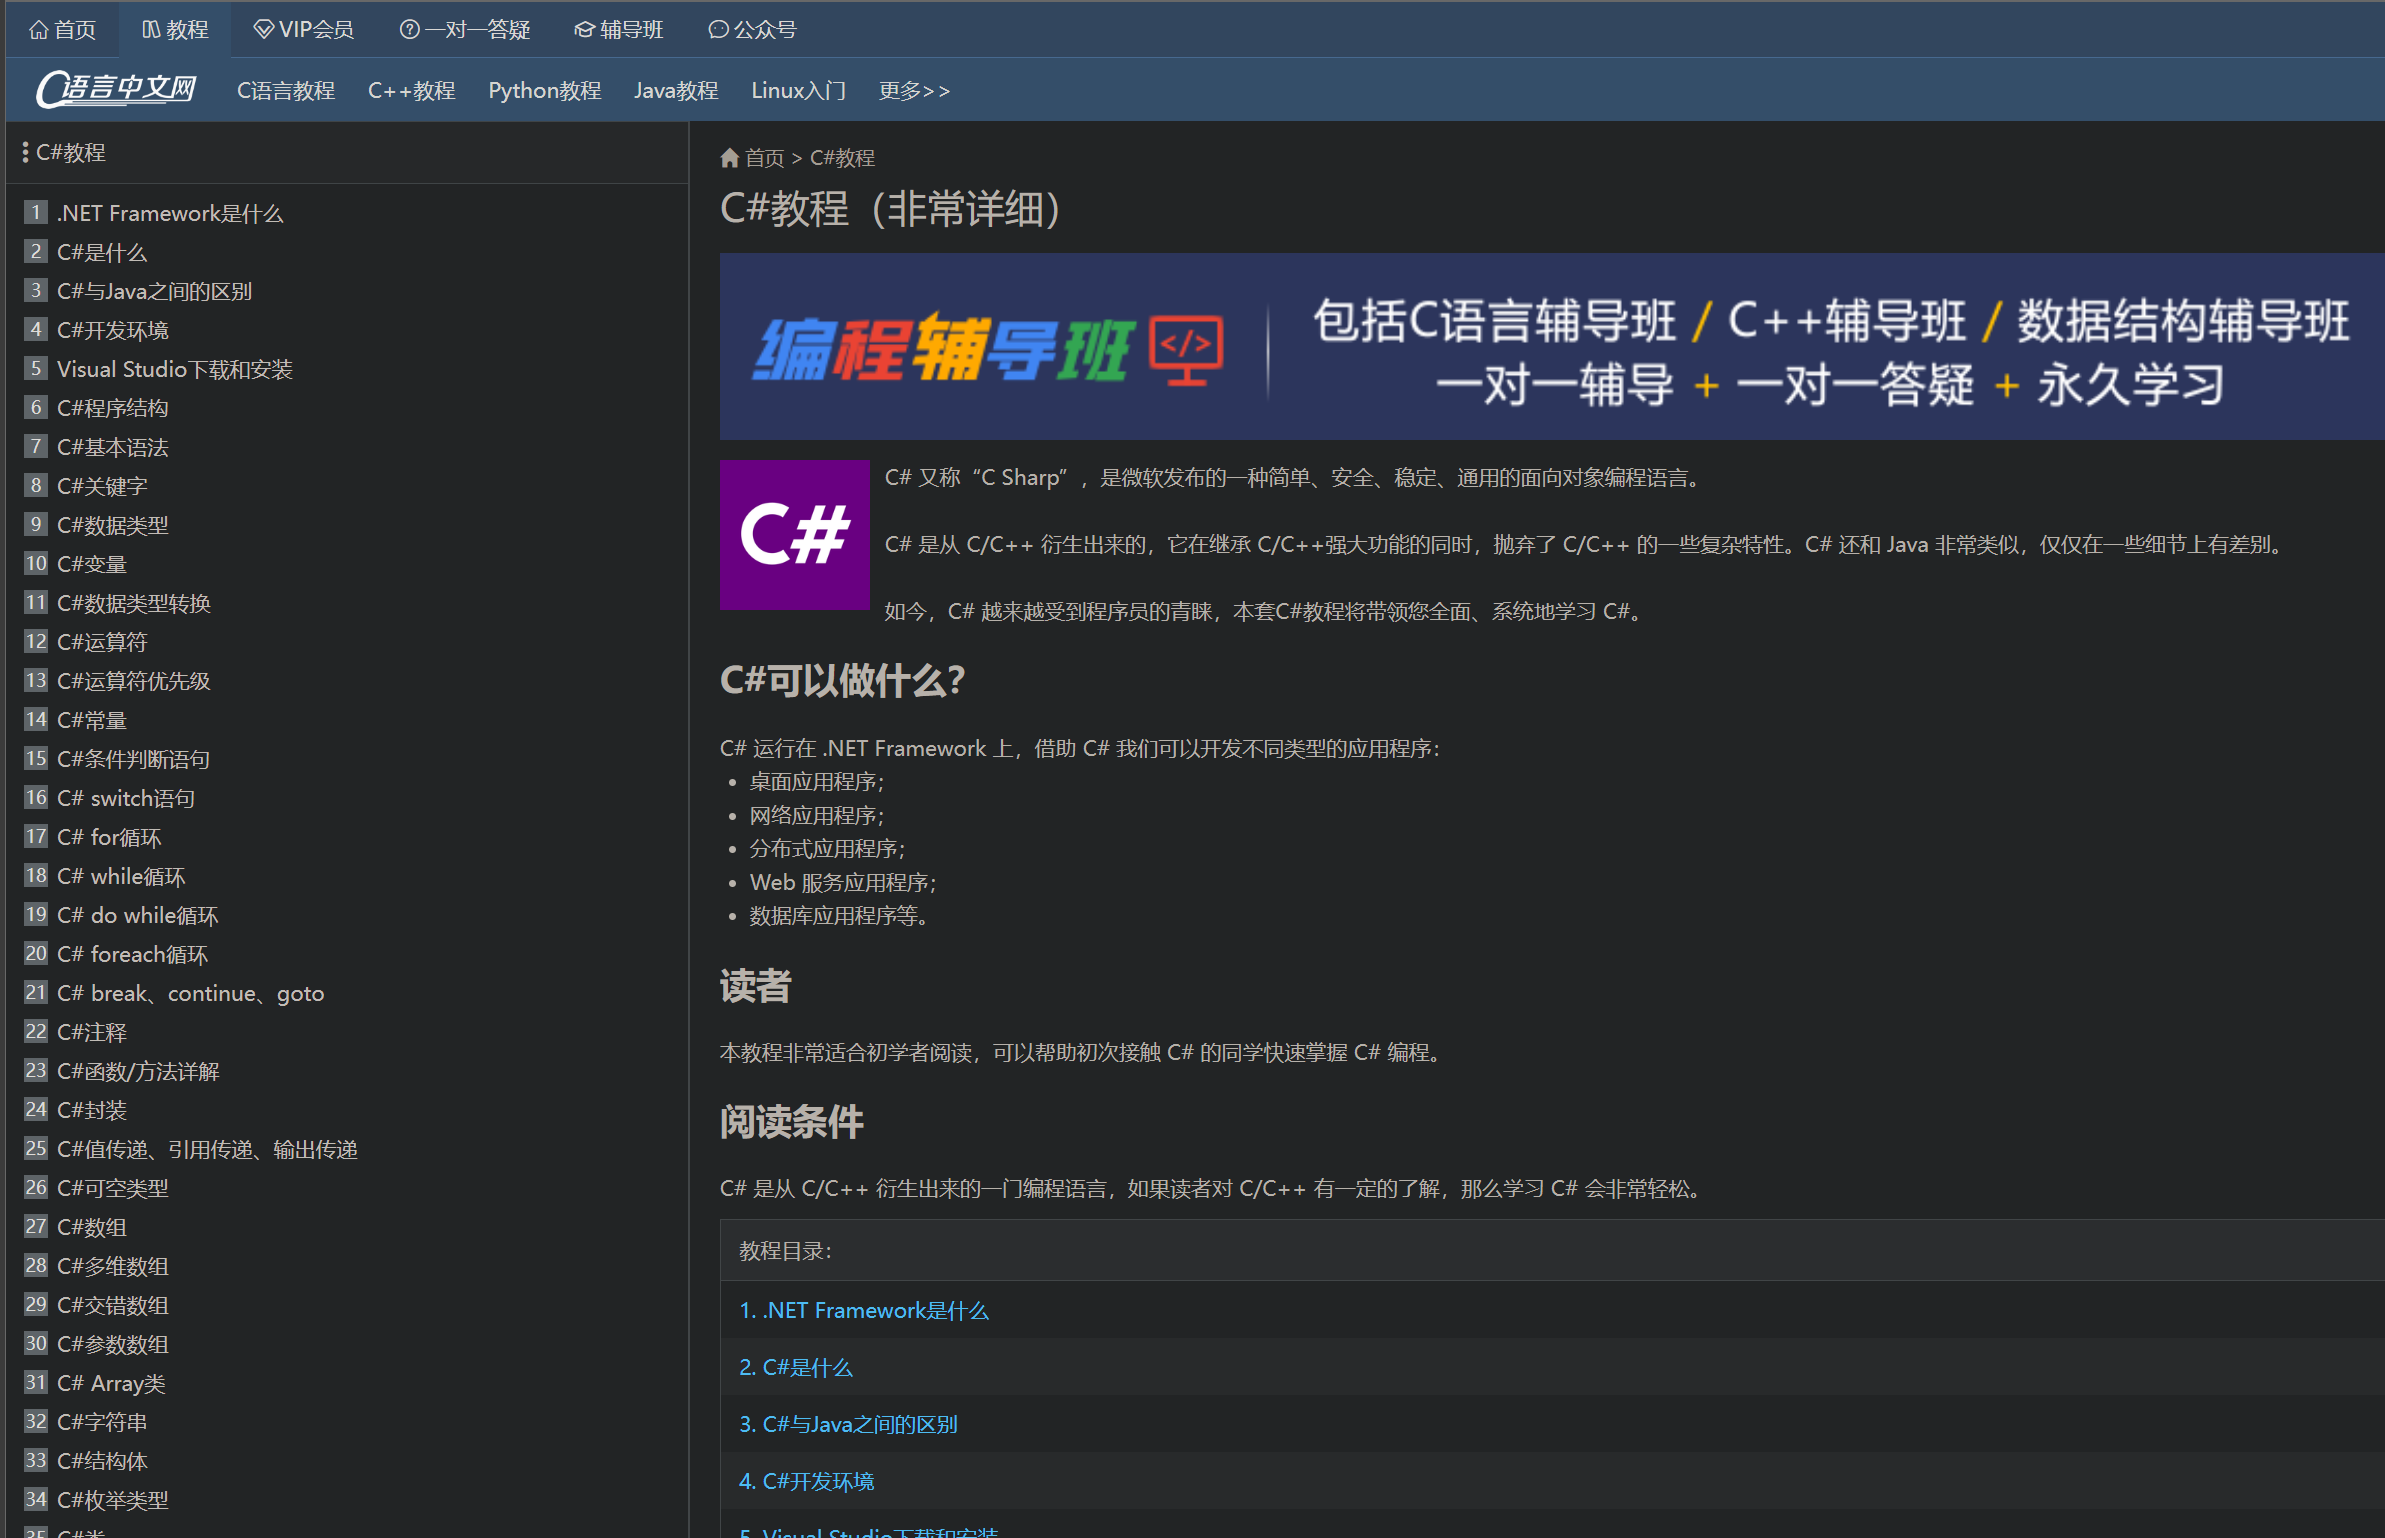 首页 教程 VIP会员 一对一答疑 辅导班 公众号
C语言中文网 C语言教程 C++教程 Python教程 Java教程 Linux入门 更多>>
C#教程
1 .NET Framework是什么
2 C#是什么
3 C#与Java之间的区别
4 C#开发环境
5 Visual Studio下载和安装
6 C#程序结构
7 C#基本语法
8 C#关键字
9 C#数据类型
10 C#变量
11 C#数据类型转换
12 C#运算符
13 C#运算符优先级
14 C#常量
15 C#条件判断语句
16 C# switch语句
17 C# for循环
18 C# while循环
19 C# do while循环
20 C# foreach循环
21 C# break、continue、goto
22 C#注释
23 C#函数/方法详解
24 C#封装
25 C#值传递、引用传递、输出传递
26 C#可空类型
27 C#数组
28 C#多维数组
29 C#交错数组
30 C#参数数组
31 C# Array类
32 C#字符串
33 C#结构体
34 C#枚举类型
35 C#类
首页 > C#教程
C#教程（非常详细）
编程辅导班 </>
包括C语言辅导班 / C++辅导班 / 数据结构辅导班
一对一辅导 + 一对一答疑 + 永久学习
C#
C# 又称“C Sharp”，是微软发布的一种简单、安全、稳定、通用的面向对象编程语言。
C# 是从 C/C++ 衍生出来的，它在继承 C/C++强大功能的同时，抛弃了 C/C++ 的一些复杂特性。C# 还和 Java 非常类似，仅仅在一些细节上有差别。
如今，C# 越来越受到程序员的青睐，本套C#教程将带领您全面、系统地学习 C#。
C#可以做什么？
C# 运行在 .NET Framework 上，借助 C# 我们可以开发不同类型的应用程序：
• 桌面应用程序；
• 网络应用程序；
• 分布式应用程序；
• Web 服务应用程序；
• 数据库应用程序等。
读者
本教程非常适合初学者阅读，可以帮助初次接触 C# 的同学快速掌握 C# 编程。
阅读条件
C# 是从 C/C++ 衍生出来的一门编程语言，如果读者对 C/C++ 有一定的了解，那么学习 C# 会非常轻松。
教程目录：
1. .NET Framework是什么
2. C#是什么
3. C#与Java之间的区别
4. C#开发环境
5. Visual Studio下载和安装